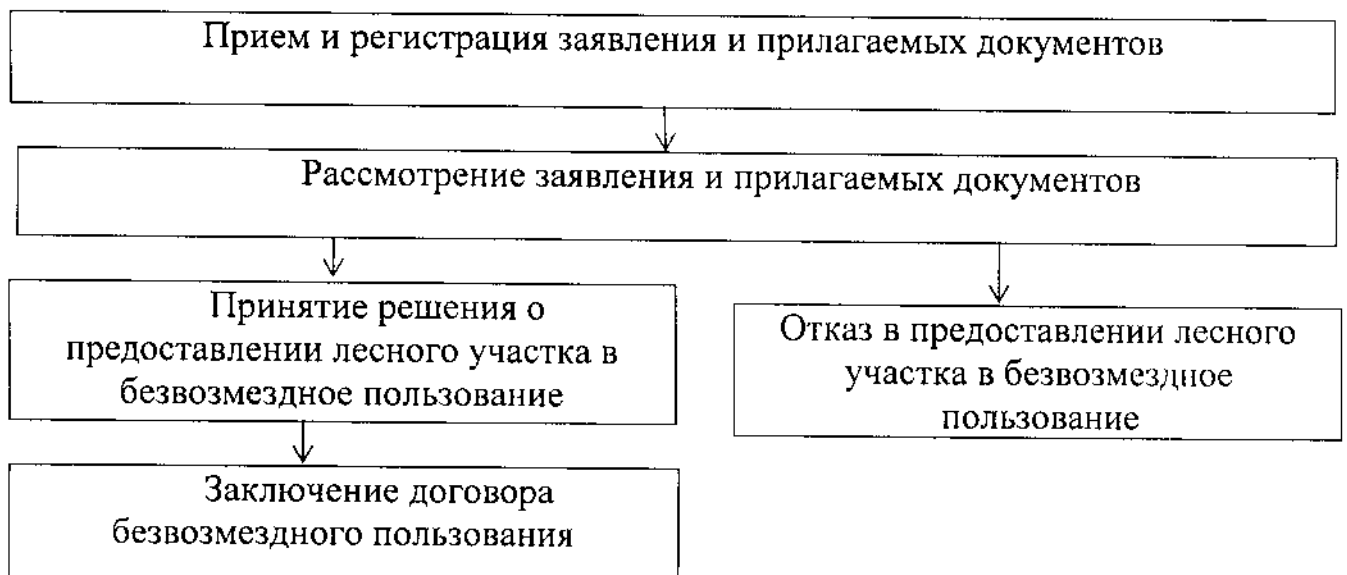 Прием и регистрация заявления и прилагаемых документов
Рассмотрение заявления и прилагаемых документов
Принятие решения о
предоставлении лесного участка в
безвозмездное пользование
Отказ в предоставлении лесного
участка в безвозмездное
пользование
Заключение договора
безвозмездного пользования